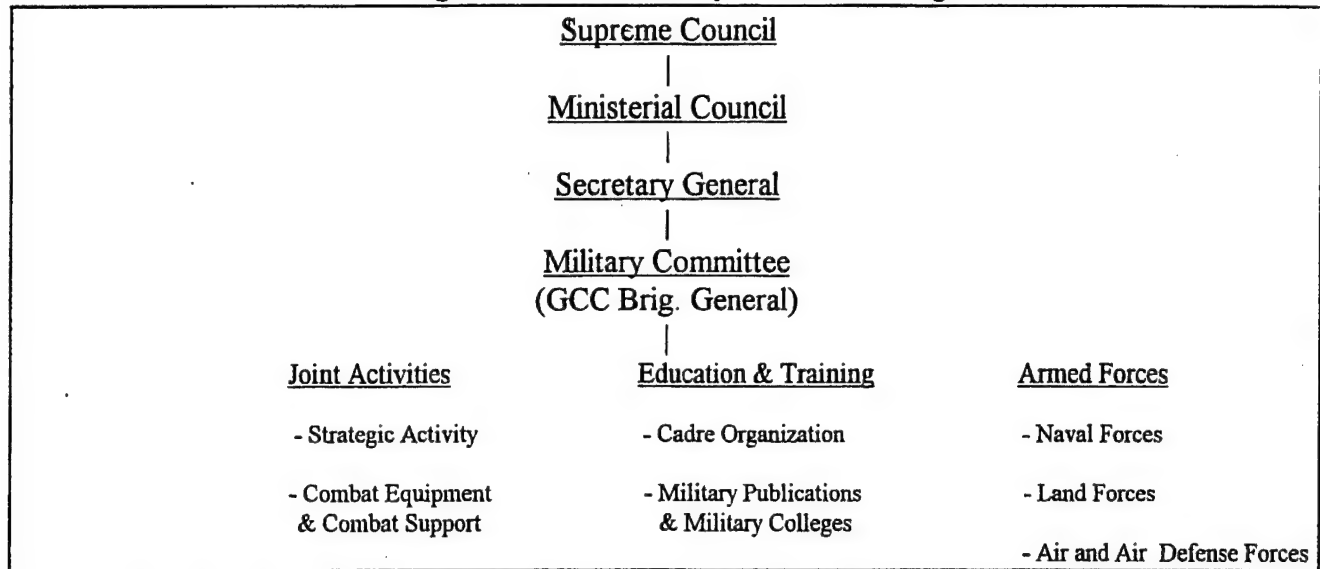 Supreme Council
Ministerial Council
Secretary General
Military Committee
(GCC Brig. General)
Joint Activities
- Strategic Activity
- Combat Equipment
& Combat Support
Education & Training
- Cadre Organization
- Military Publications
& Military Colleges
Armed Forces
- Naval Forces
- Land Forces
- Air and Air Defense Forces